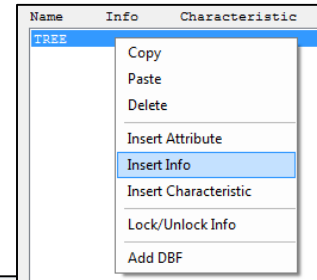 Name Info Characteristic
TREE
Copy
Paste
Delete
Insert Attribute
Insert Info
Insert Characteristic
Lock/Unlock Info
Add DBF